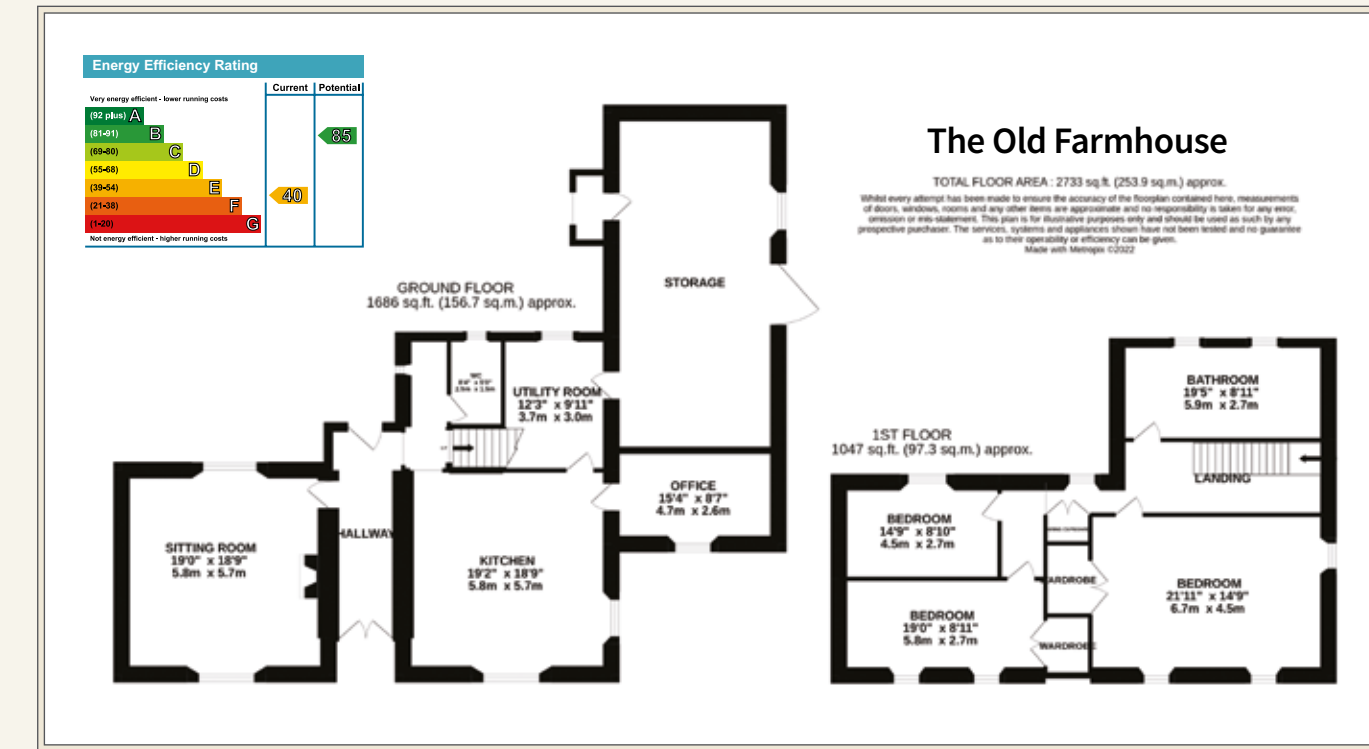 Energy Efficiency Rating
Current Potential
Very energy efficient - lower running costs
(92 plus) A
(81-91) B
(69-80) C
(55-68) D
(39-54) E
(21-38) F
(1-20) G
Not energy efficient - higher running costs
85
40
The Old Farmhouse
TOTAL FLOOR AREA : 2733 sq.ft. (253.9 sq.m.) approx.
Whilst every attempt has been made to ensure the accuracy of the floorplan contained here, measurements
of doors, windows, rooms and any other items are approximate and no responsibility is taken for any error,
omission or mis-statement. This plan is for illustrative purposes only and should be used as such by any
prospective purchaser. The services, systems and appliances shown have not been tested and no guarantee
as to their operability or efficiency can be given.
Made with Metropix ©2022
GROUND FLOOR
1686 sq.ft. (156.7 sq.m.) approx.
STORAGE
WC
UTILITY ROOM
12'3" x 9'11"
3.7m x 3.0m
OFFICE
15'4" x 8'7"
4.7m x 2.6m
HALLWAY
SITTING ROOM
19'0" x 18'9"
5.8m x 5.7m
KITCHEN
19'2" x 18'9"
5.8m x 5.7m
1ST FLOOR
1047 sq.ft. (97.3 sq.m.) approx.
BATHROOM
19'5" x 8'11"
5.9m x 2.7m
LANDING
BEDROOM
14'9" x 8'10"
4.5m x 2.7m
WARDROBE
BEDROOM
21'11" x 14'9"
6.7m x 4.5m
BEDROOM
19'0" x 8'11"
5.8m x 2.7m
WARDROBE